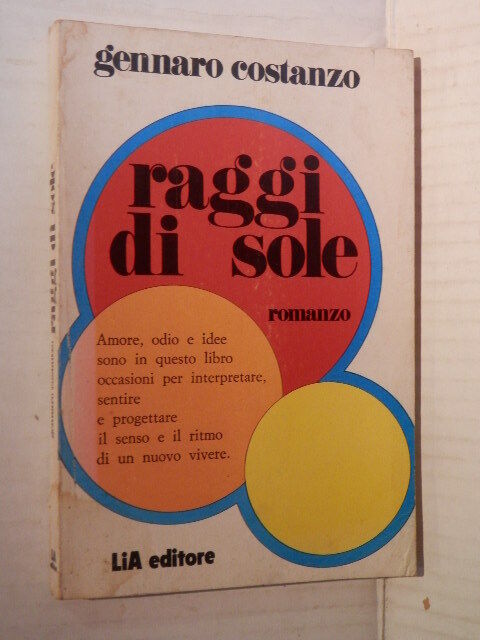 gennaro costanzo
raggi
di sole
romanzo
Amore, odio e idee
sono in questo libro
occasioni per interpretare,
sentire
e progettare
il senso e il ritmo
di un nuovo vivere.
LiA editore